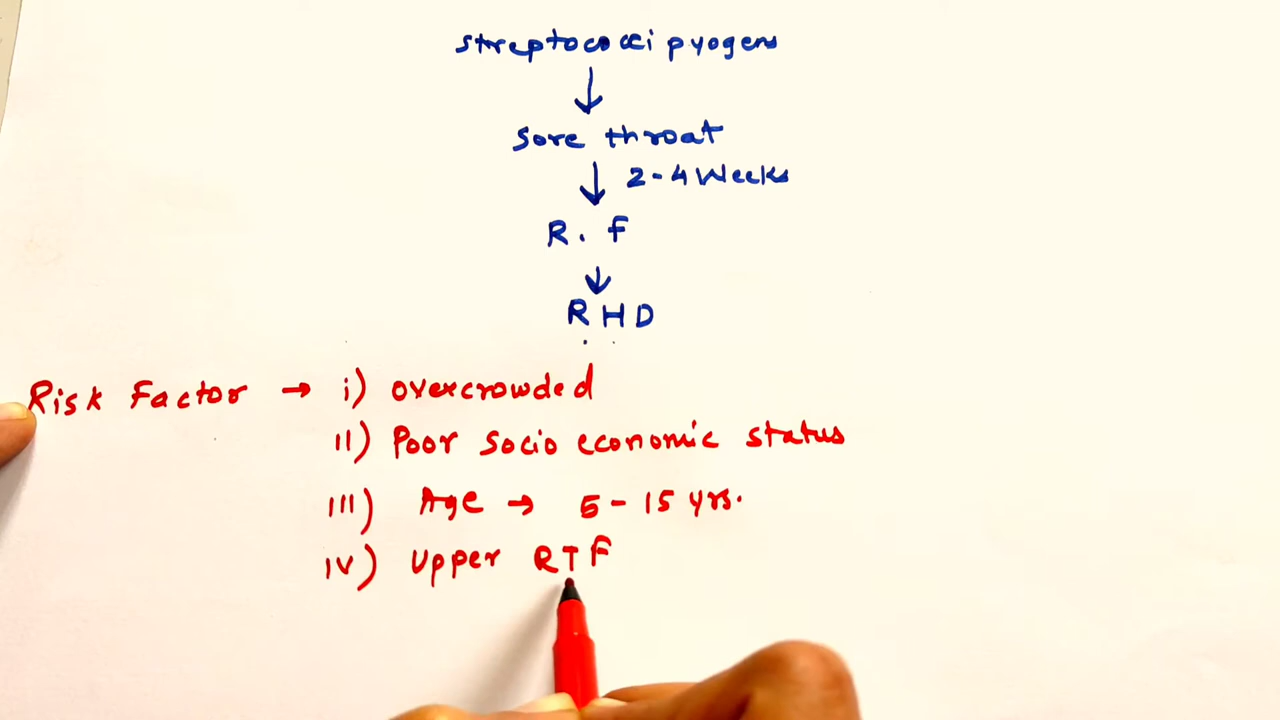 streptococci pyogens
↓
Sore throat
↓ 2-4 Weeks
R. F
↓
RHD
Risk Factor → i) overcrowded
II) Poor socio economic status
III) Age → 5-15 yrs.
IV) Upper RTF